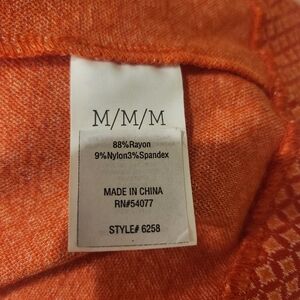 M/M/M
88%Rayon
9%Nylon3%Spandex
MADE IN CHINA
RN#54077
STYLE# 6258